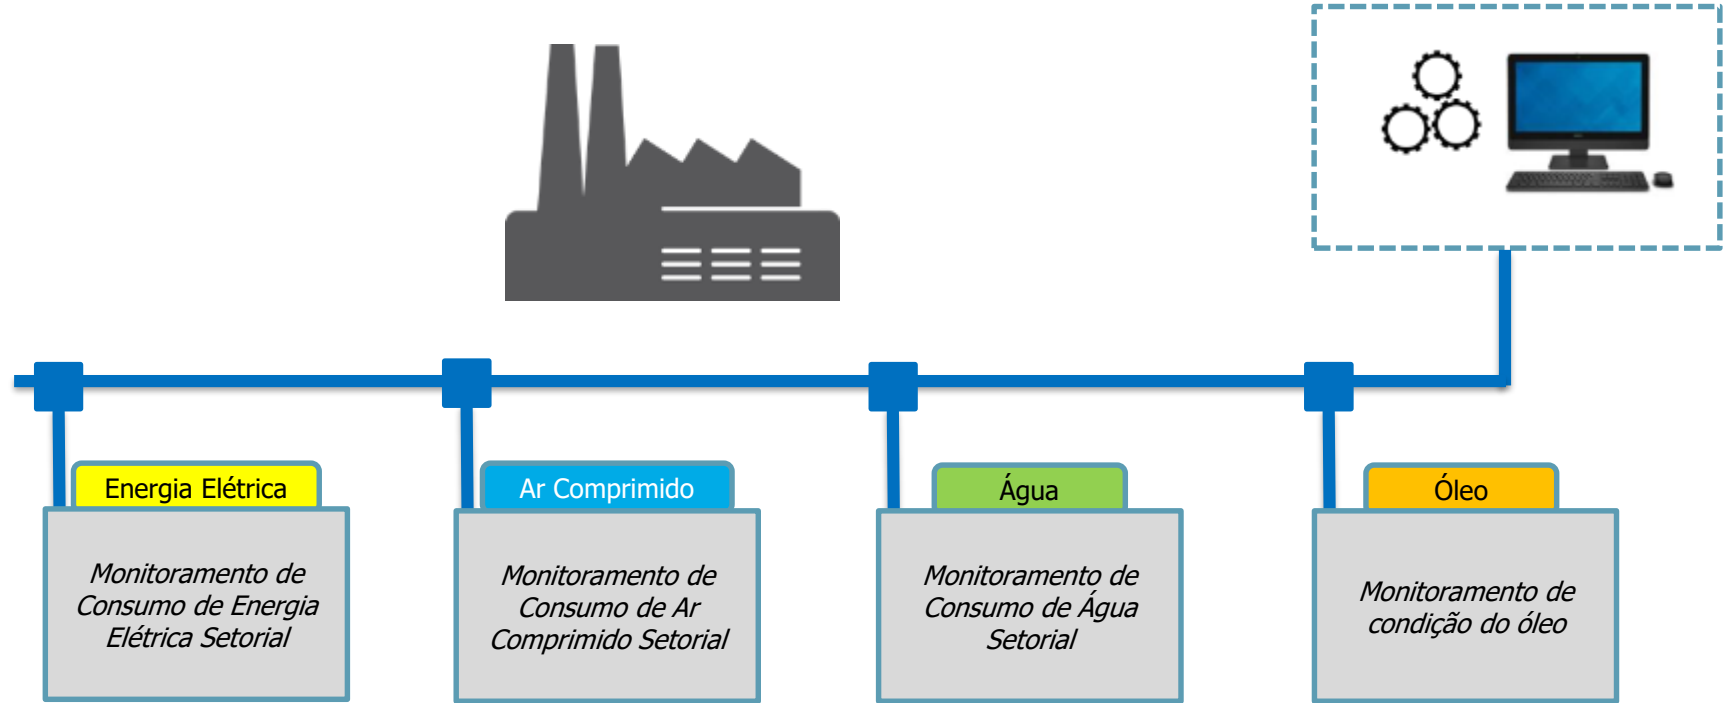 Energia Elétrica
Monitoramento de
Consumo de Energia
Elétrica Setorial
Ar Comprimido
Monitoramento de
Consumo de Ar
Comprimido Setorial
Água
Monitoramento de
Consumo de Água
Setorial
Óleo
Monitoramento de
condição do óleo